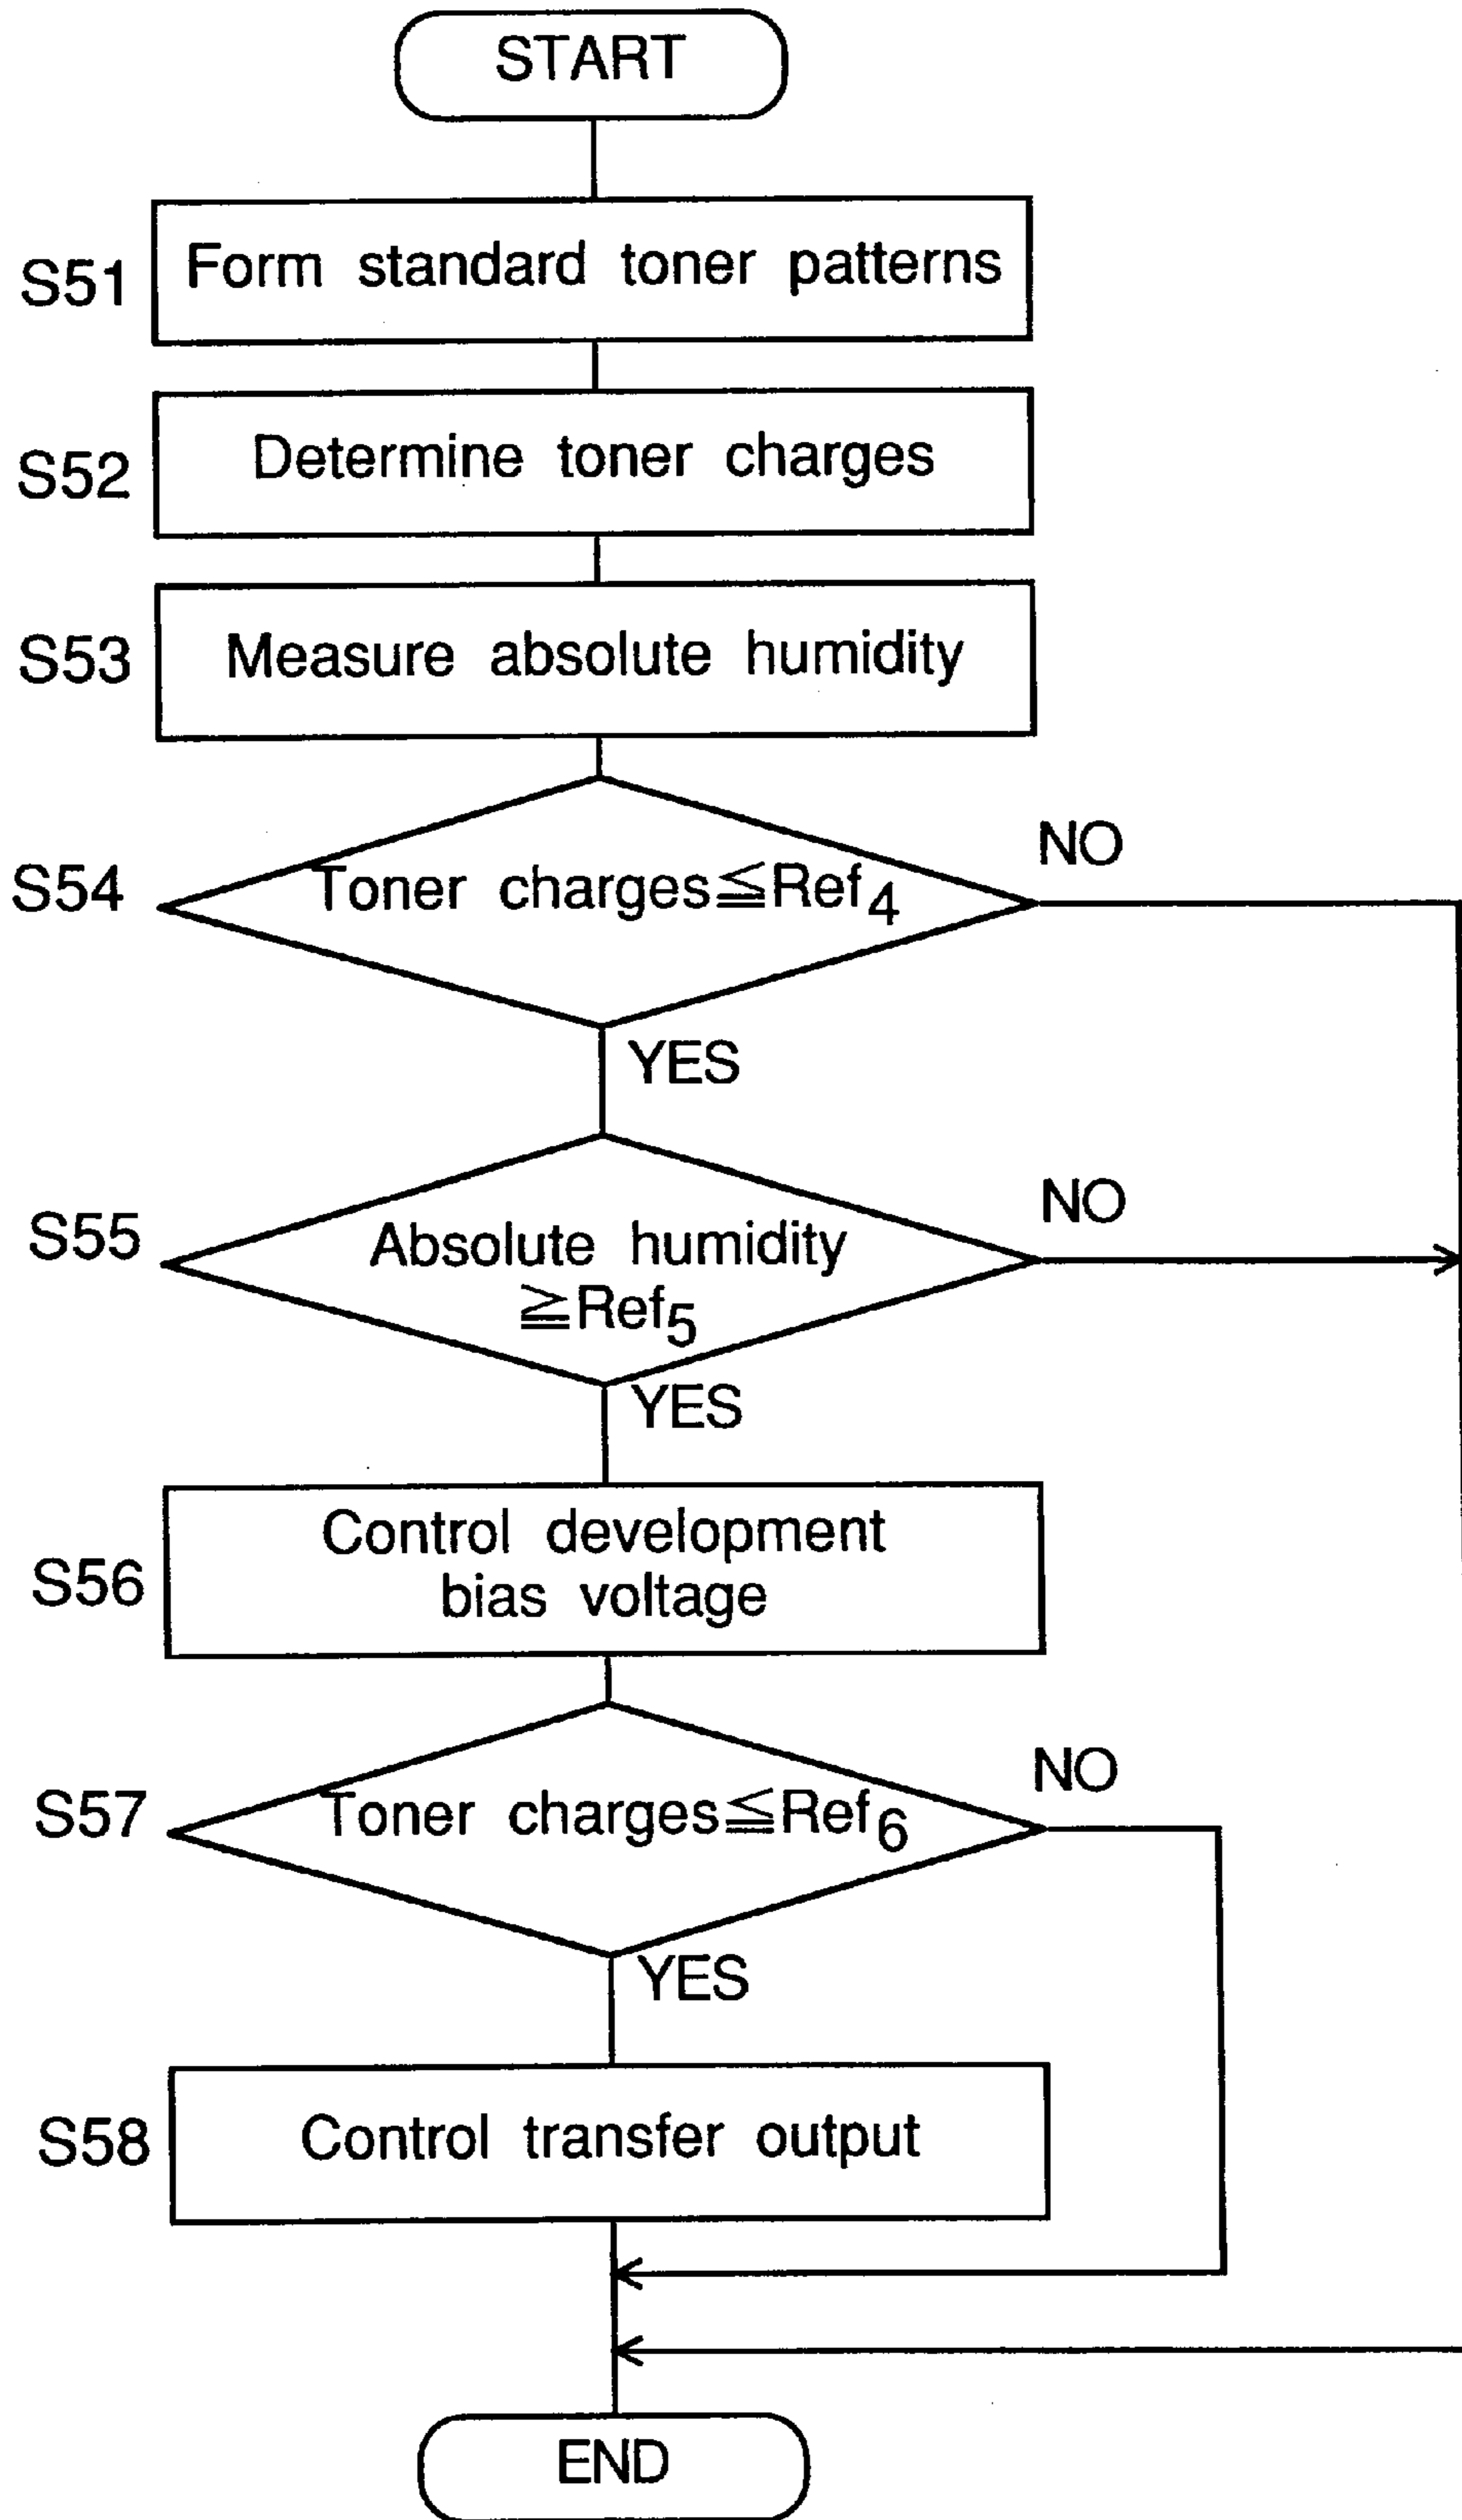 START
S51 Form standard toner patterns
S52 Determine toner charges
S53 Measure absolute humidity
S54 Toner charges≦Ref4 NO
YES
S55 Absolute humidity NO
≧Ref5
YES
S56 Control development
bias voltage
S57 Toner charges≦Ref6 NO
YES
S58 Control transfer output
END